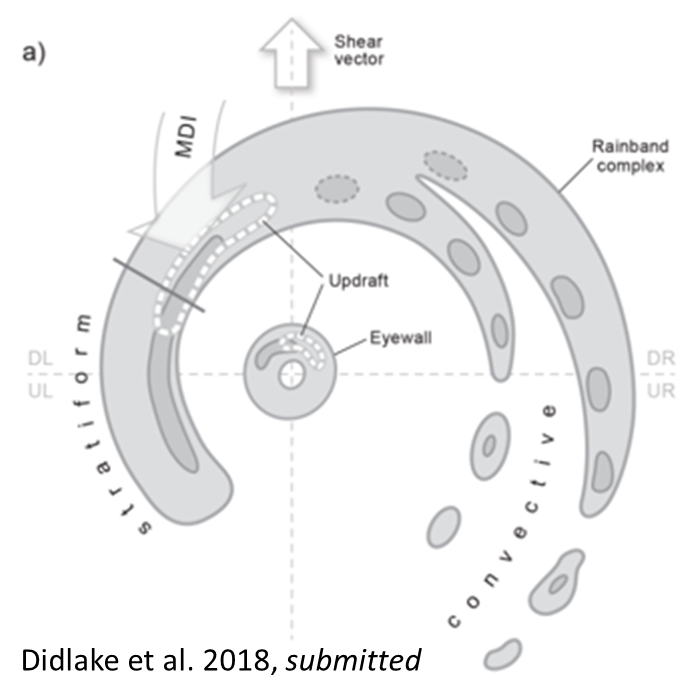 a)
Shear
vector
MDI
Rainband
complex
Updraft
Eyewall
DL
DR
UL
UR
stratiform
convective
Didlake et al. 2018, submitted